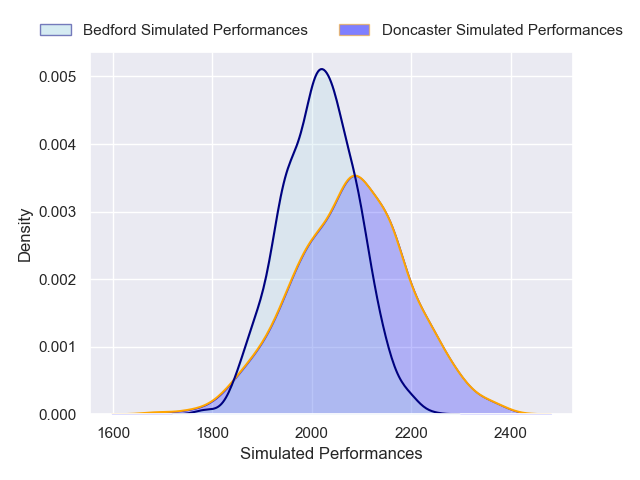 Bedford Simulated Performances Doncaster Simulated Performances
0.005
0.004
0.003
0.002
0.001
0.000
Density
1600 1800 2000 2200 2400
Simulated Performances